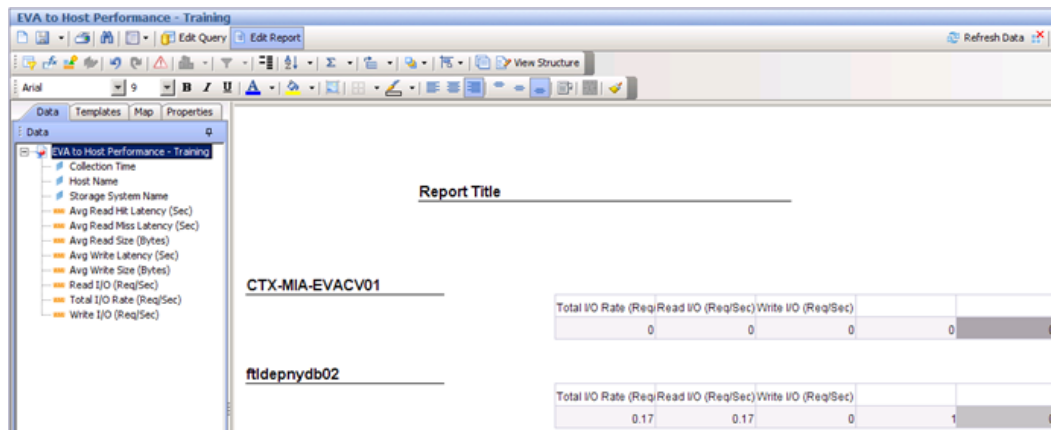 EVA to Host Performance - Training
Edit Query Edit Report Refresh Data
View Structure
Arial 9 B I U A
Data Templates Map Properties
Data
EVA to Host Performance - Training
Collection Time
Host Name
Storage System Name
Avg Read Hit Latency (Sec)
Avg Read Miss Latency (Sec)
Avg Read Size (Bytes)
Avg Write Latency (Sec)
Avg Write Size (Bytes)
Read I/O (Req/Sec)
Total I/O Rate (Req/Sec)
Write I/O (Req/Sec)
Report Title
CTX-MIA-EVACV01
Total I/O Rate (Req Read I/O (Req/Sec) Write I/O (Req/Sec)
0 0 0 0
ftldepnydb02
Total I/O Rate (Req Read I/O (Req/Sec) Write I/O (Req/Sec)
0.17 0.17 0 1